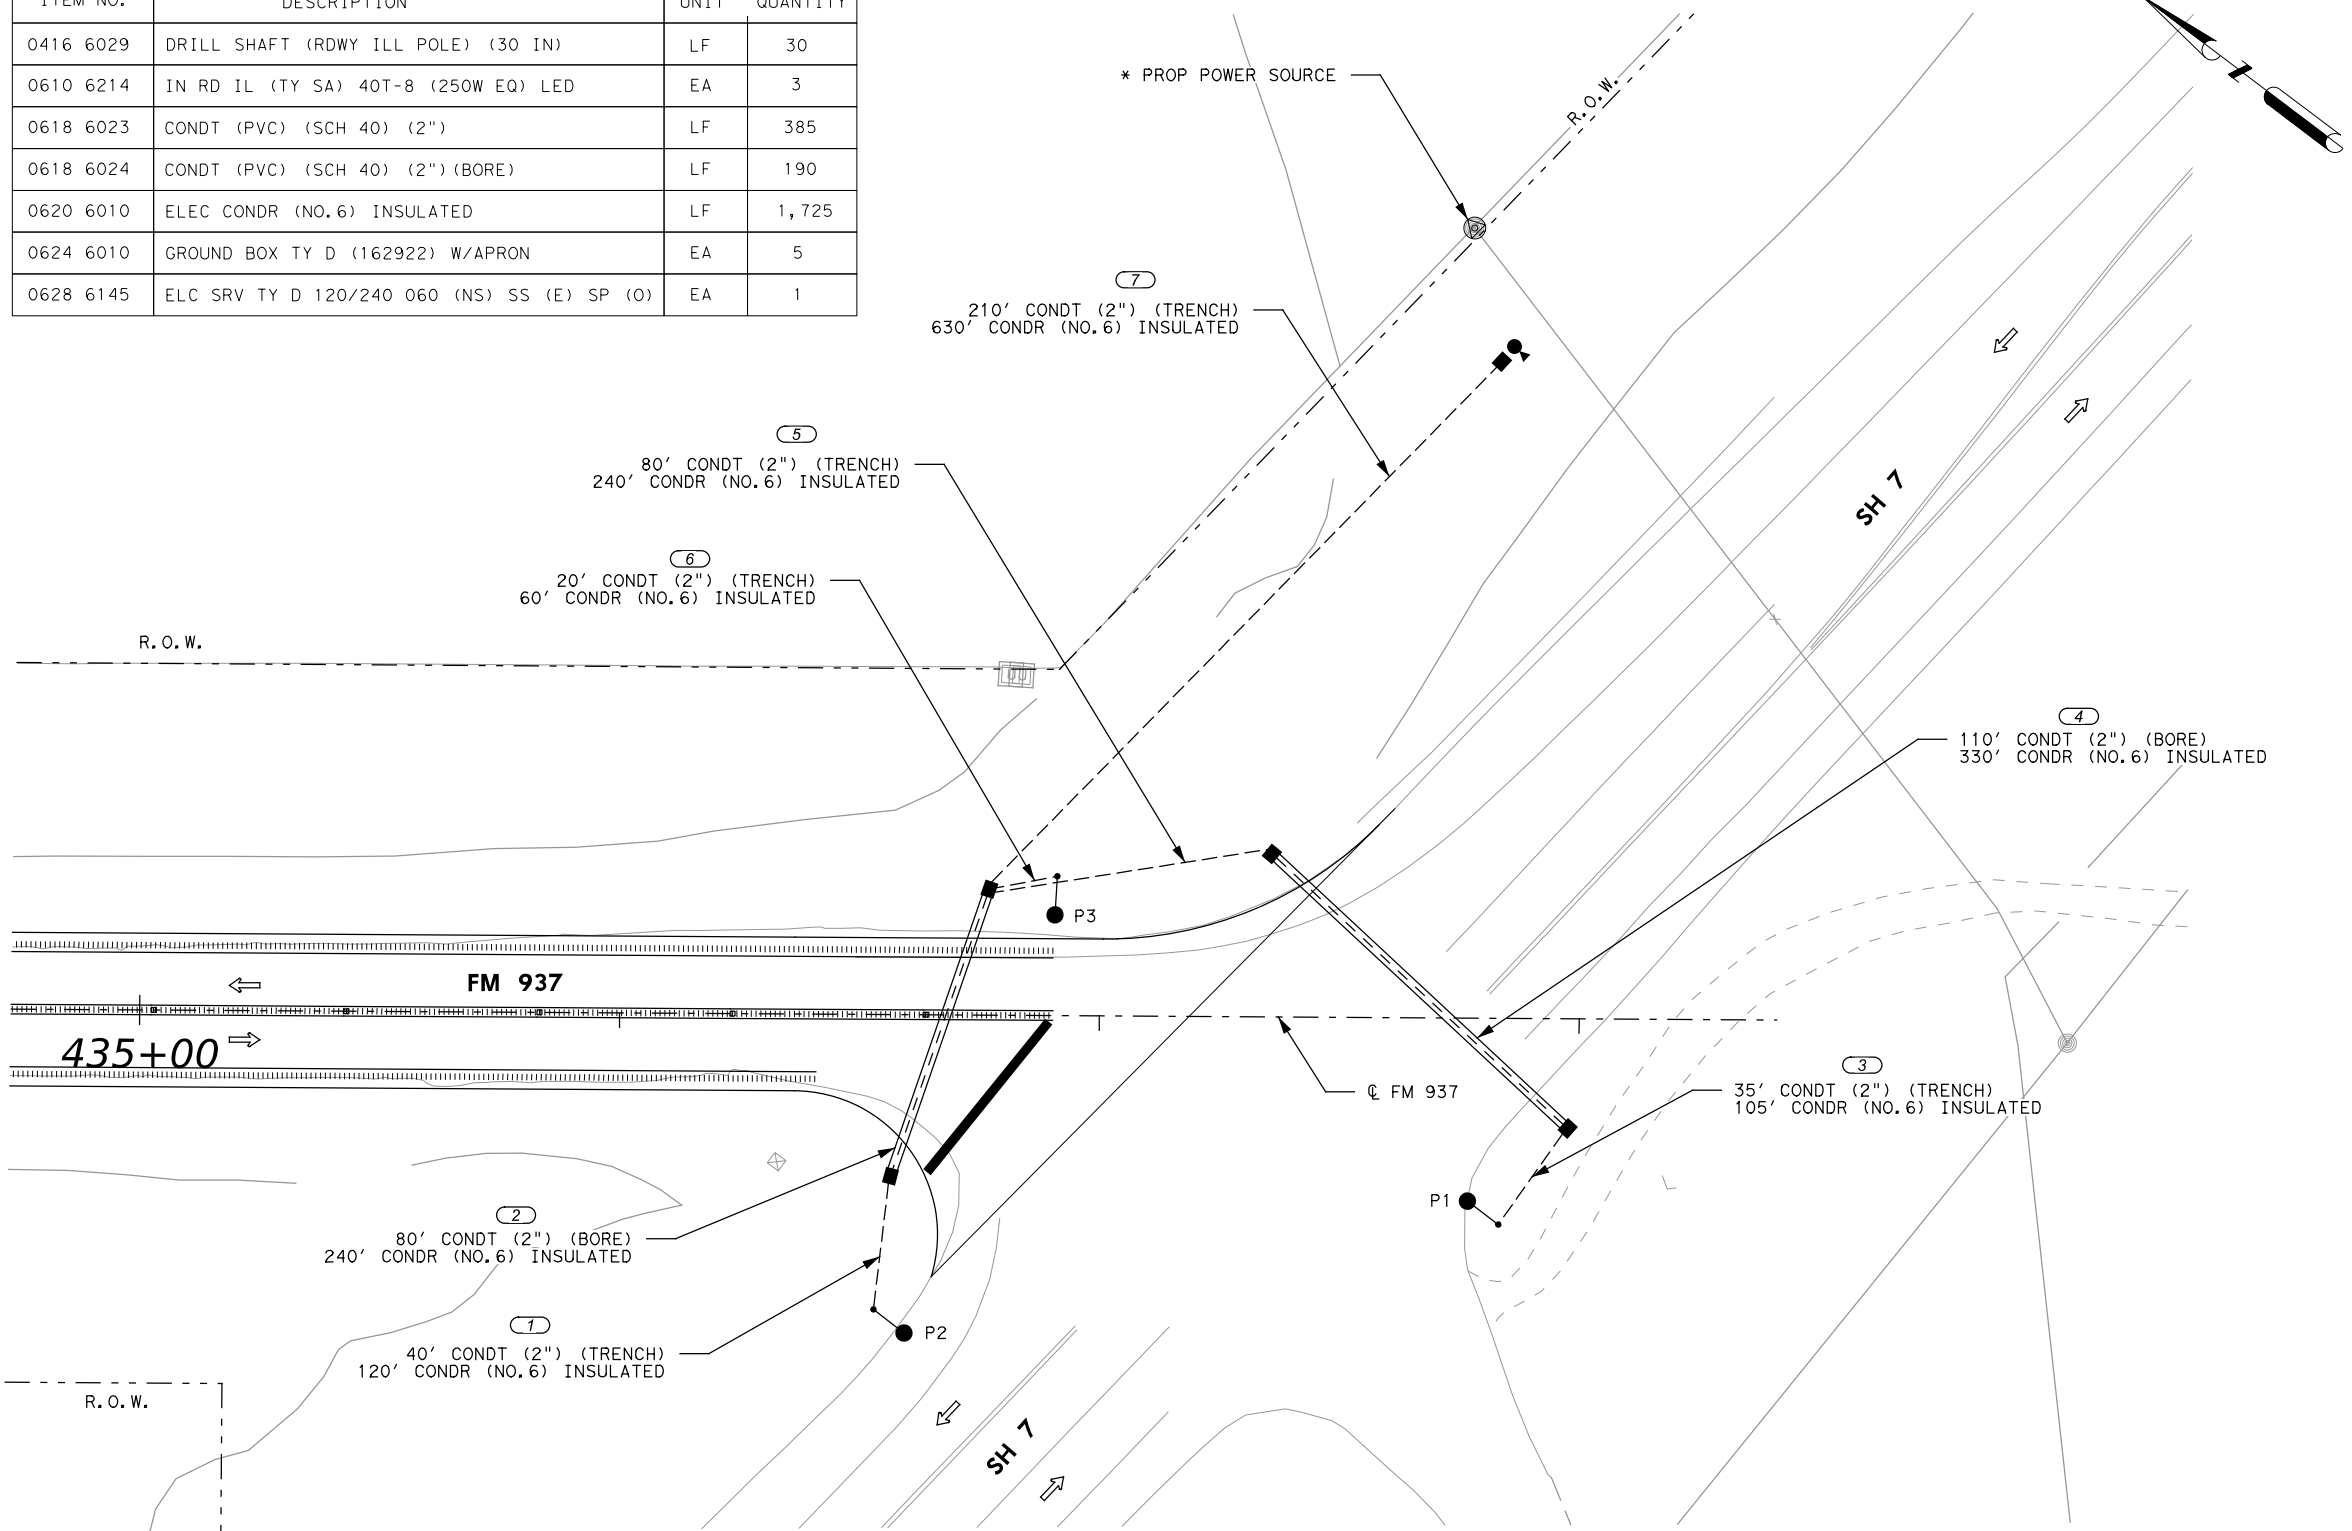 ITEM NO. DESCRIPTION UNIT QUANTITY
0416 6029 DRILL SHAFT (RDWY ILL POLE) (30 IN) LF 30
0610 6214 IN RD IL (TY SA) 40T-8 (250W EQ) LED EA 3
0618 6023 CONDT (PVC) (SCH 40) (2") LF 385
0618 6024 CONDT (PVC) (SCH 40) (2")(BORE) LF 190
0620 6010 ELEC CONDR (NO.6) INSULATED LF 1,725
0624 6010 GROUND BOX TY D (162922) W/APRON EA 5
0628 6145 ELC SRV TY D 120/240 060 (NS) SS (E) SP (O) EA 1
* PROP POWER SOURCE
R.O.W.
Z
7
210' CONDT (2") (TRENCH)
630' CONDR (NO.6) INSULATED
5
80' CONDT (2") (TRENCH)
240' CONDR (NO.6) INSULATED
SH 7
6
20' CONDT (2") (TRENCH)
60' CONDR (NO.6) INSULATED
R.O.W.
4
110' CONDT (2") (BORE)
330' CONDR (NO.6) INSULATED
P3
FM 937
435+00
℄ FM 937
3
35' CONDT (2") (TRENCH)
105' CONDR (NO.6) INSULATED
P1
2
80' CONDT (2") (BORE)
240' CONDR (NO.6) INSULATED
1
40' CONDT (2") (TRENCH)
120' CONDR (NO.6) INSULATED
P2
R.O.W.
SH 7